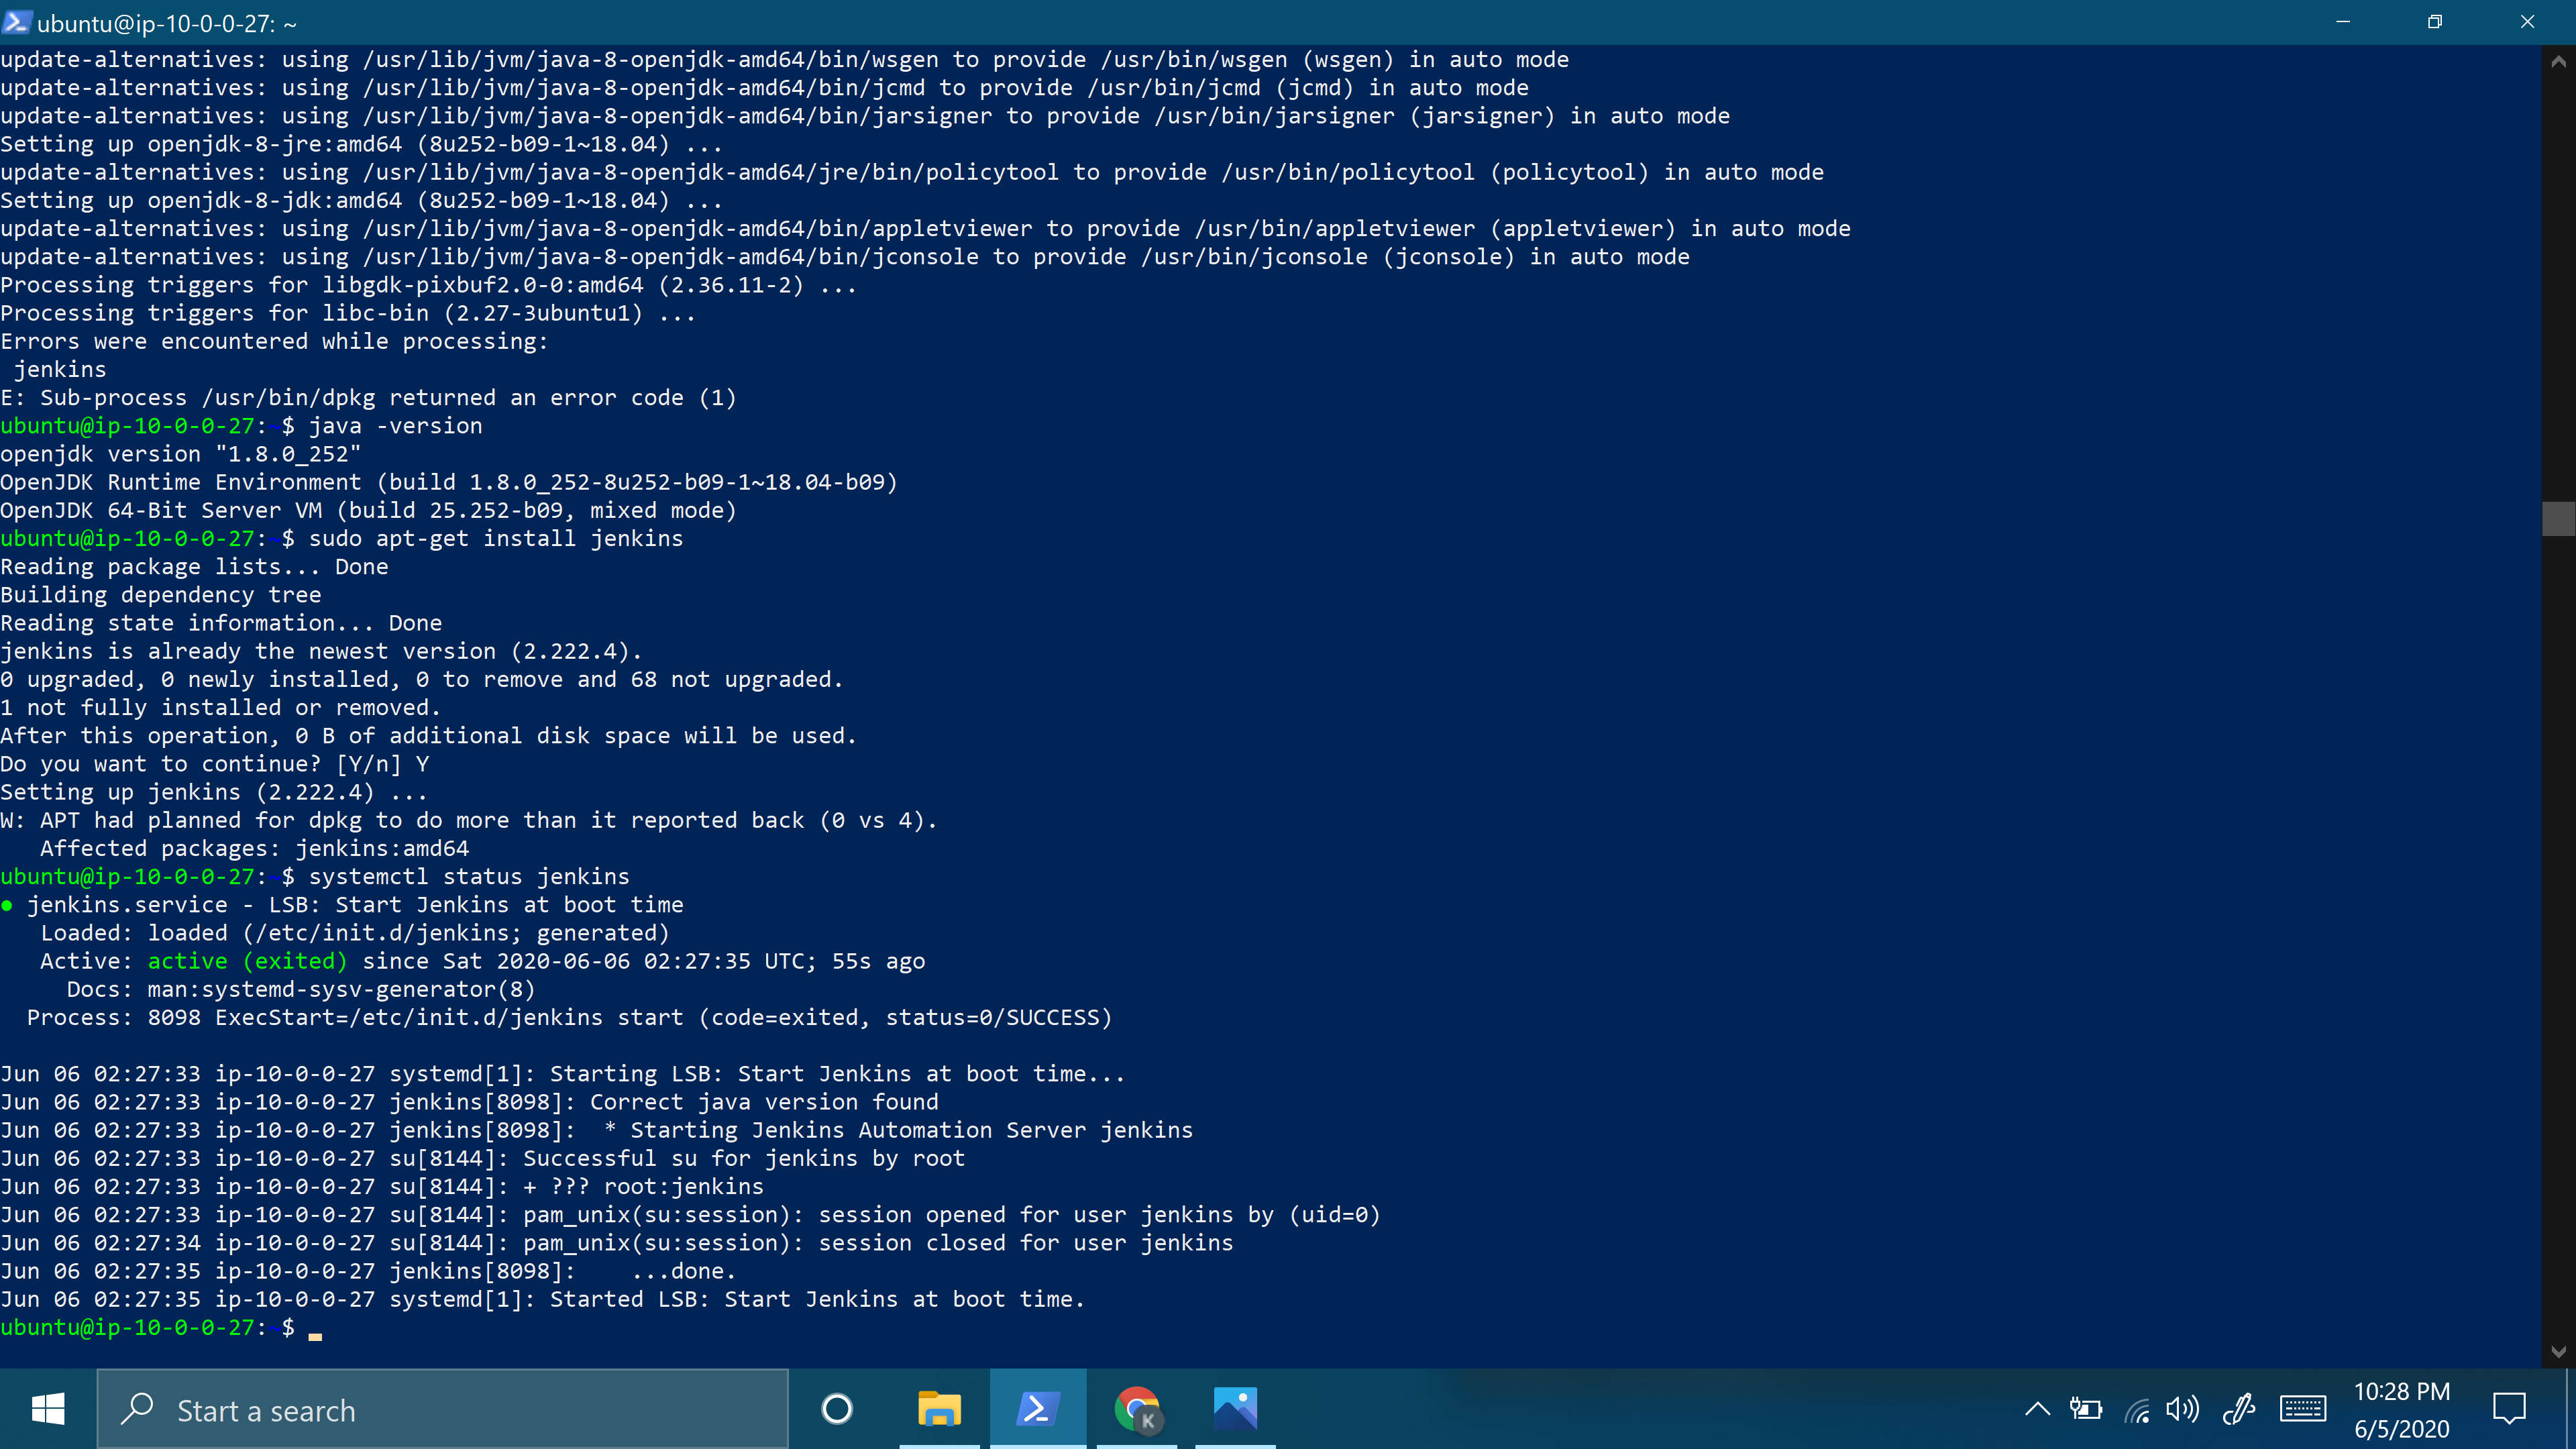 ubuntu@ip-10-0-0-27: ~
update-alternatives: using /usr/lib/jvm/java-8-openjdk-amd64/bin/wsgen to provide /usr/bin/wsgen (wsgen) in auto mode
update-alternatives: using /usr/lib/jvm/java-8-openjdk-amd64/bin/jcmd to provide /usr/bin/jcmd (jcmd) in auto mode
update-alternatives: using /usr/lib/jvm/java-8-openjdk-amd64/bin/jarsigner to provide /usr/bin/jarsigner (jarsigner) in auto mode
Setting up openjdk-8-jre:amd64 (8u252-b09-1~18.04) ...
update-alternatives: using /usr/lib/jvm/java-8-openjdk-amd64/jre/bin/policytool to provide /usr/bin/policytool (policytool) in auto mode
Setting up openjdk-8-jdk:amd64 (8u252-b09-1~18.04) ...
update-alternatives: using /usr/lib/jvm/java-8-openjdk-amd64/bin/appletviewer to provide /usr/bin/appletviewer (appletviewer) in auto mode
update-alternatives: using /usr/lib/jvm/java-8-openjdk-amd64/bin/jconsole to provide /usr/bin/jconsole (jconsole) in auto mode
Processing triggers for libgdk-pixbuf2.0-0:amd64 (2.36.11-2) ...
Processing triggers for libc-bin (2.27-3ubuntu1) ...
Errors were encountered while processing:
 jenkins
E: Sub-process /usr/bin/dpkg returned an error code (1)
ubuntu@ip-10-0-0-27:~$ java -version
openjdk version "1.8.0_252"
OpenJDK Runtime Environment (build 1.8.0_252-8u252-b09-1~18.04-b09)
OpenJDK 64-Bit Server VM (build 25.252-b09, mixed mode)
ubuntu@ip-10-0-0-27:~$ sudo apt-get install jenkins
Reading package lists... Done
Building dependency tree
Reading state information... Done
jenkins is already the newest version (2.222.4).
0 upgraded, 0 newly installed, 0 to remove and 68 not upgraded.
1 not fully installed or removed.
After this operation, 0 B of additional disk space will be used.
Do you want to continue? [Y/n] Y
Setting up jenkins (2.222.4) ...
W: APT had planned for dpkg to do more than it reported back (0 vs 4).
   Affected packages: jenkins:amd64
ubuntu@ip-10-0-0-27:~$ systemctl status jenkins
● jenkins.service - LSB: Start Jenkins at boot time
   Loaded: loaded (/etc/init.d/jenkins; generated)
   Active: active (exited) since Sat 2020-06-06 02:27:35 UTC; 55s ago
     Docs: man:systemd-sysv-generator(8)
  Process: 8098 ExecStart=/etc/init.d/jenkins start (code=exited, status=0/SUCCESS)
Jun 06 02:27:33 ip-10-0-0-27 systemd[1]: Starting LSB: Start Jenkins at boot time...
Jun 06 02:27:33 ip-10-0-0-27 jenkins[8098]: Correct java version found
Jun 06 02:27:33 ip-10-0-0-27 jenkins[8098]:  * Starting Jenkins Automation Server jenkins
Jun 06 02:27:33 ip-10-0-0-27 su[8144]: Successful su for jenkins by root
Jun 06 02:27:33 ip-10-0-0-27 su[8144]: + ??? root:jenkins
Jun 06 02:27:33 ip-10-0-0-27 su[8144]: pam_unix(su:session): session opened for user jenkins by (uid=0)
Jun 06 02:27:34 ip-10-0-0-27 su[8144]: pam_unix(su:session): session closed for user jenkins
Jun 06 02:27:35 ip-10-0-0-27 jenkins[8098]:    ...done.
Jun 06 02:27:35 ip-10-0-0-27 systemd[1]: Started LSB: Start Jenkins at boot time.
ubuntu@ip-10-0-0-27:~$
Start a search
K
10:28 PM
6/5/2020